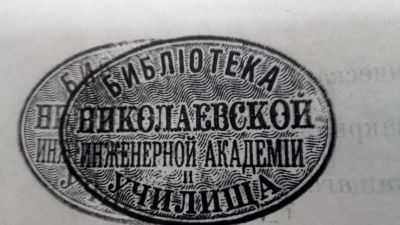 БИБЛІОТЕКА
НИКОЛАЕВСКОЙ
ИНЖЕНЕРНОЙ АКАДЕМІИ
И
УЧИЛИЩА